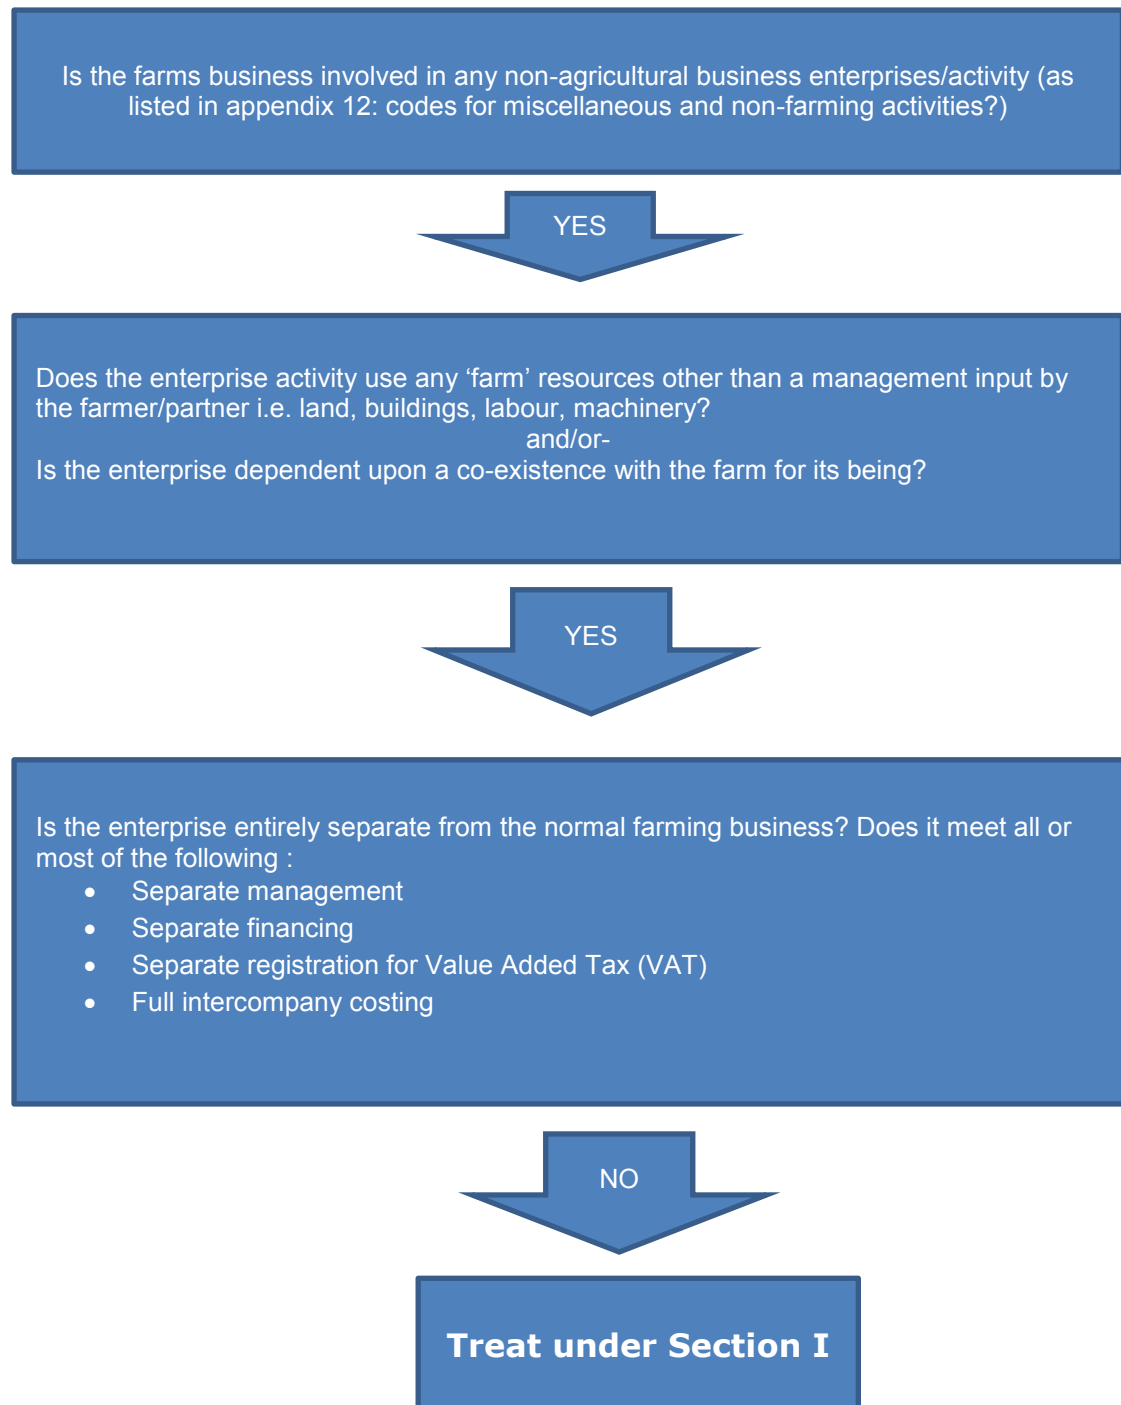 Is the farms business involved in any non-agricultural business enterprises/activity (as
listed in appendix 12: codes for miscellaneous and non-farming activities?)
YES
Does the enterprise activity use any ‘farm’ resources other than a management input by
the farmer/partner i.e. land, buildings, labour, machinery?
and/or-
Is the enterprise dependent upon a co-existence with the farm for its being?
YES
Is the enterprise entirely separate from the normal farming business? Does it meet all or
most of the following :
• Separate management
• Separate financing
• Separate registration for Value Added Tax (VAT)
• Full intercompany costing
NO
Treat under Section I